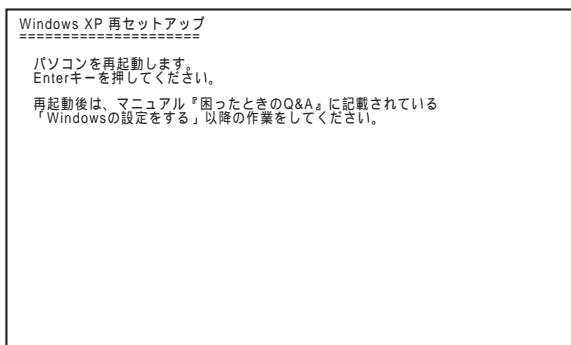 Windows XP 再セットアップ
=====================
パソコンを再起動します。
Enterキーを押してください。
再起動後は、マニュアル『困ったときのQ&A』に記載されている
「Windowsの設定をする」以降の作業をしてください。